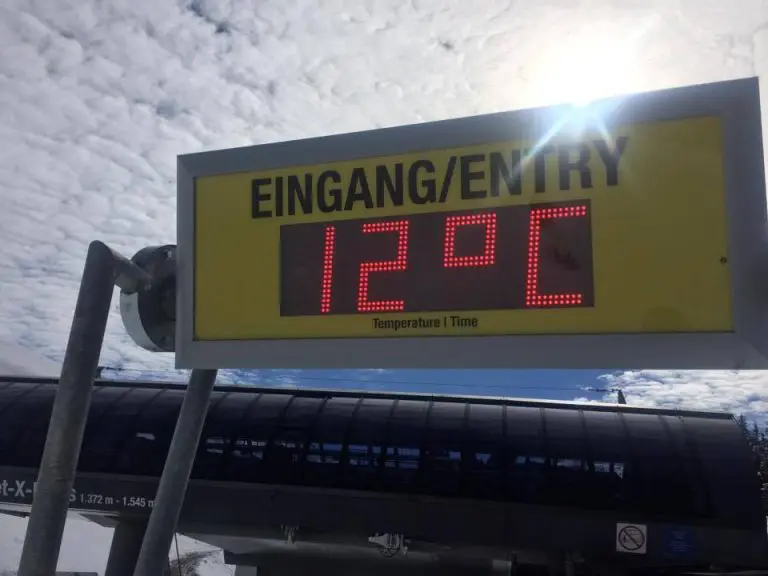 EINGANG/ENTRY
12°C
Temperature | Time
1.372 m - 1.545 m